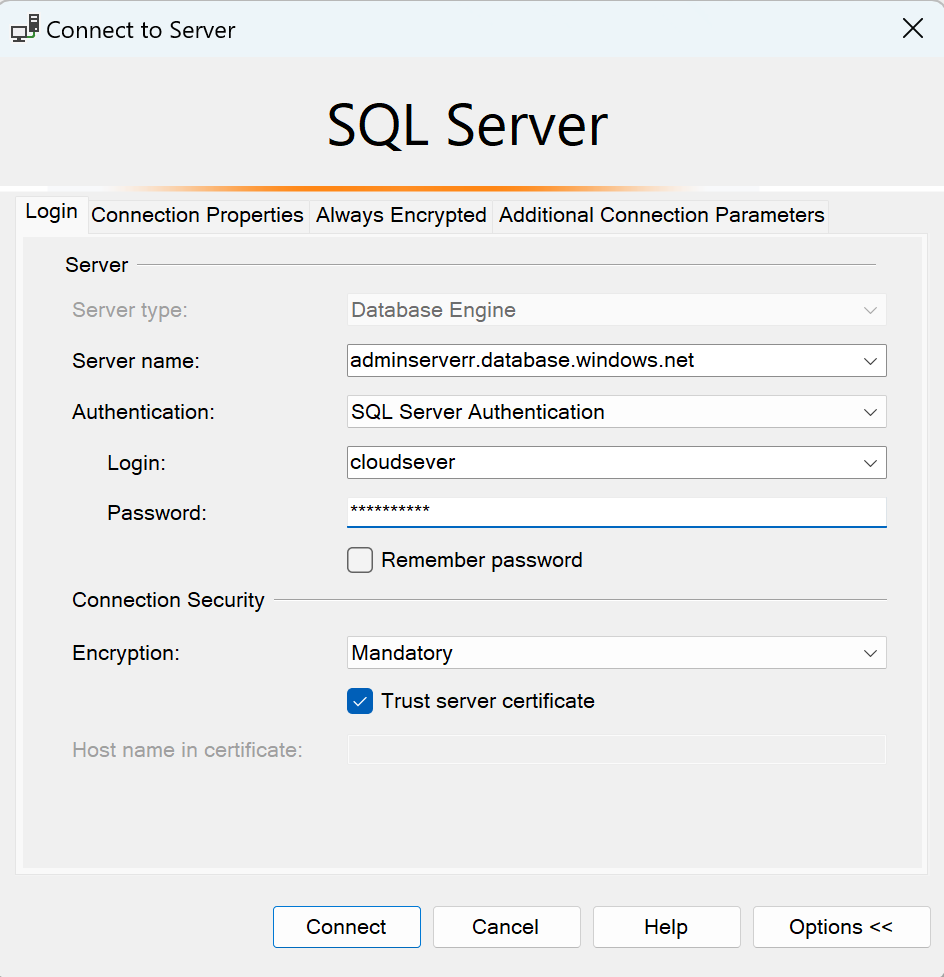 Connect to Server
SQL Server
Login Connection Properties Always Encrypted Additional Connection Parameters
Server
Server type: Database Engine
Server name: adminserverr.database.windows.net
Authentication: SQL Server Authentication
Login: cloudsever
Password: **********
Remember password
Connection Security
Encryption: Mandatory
Trust server certificate
Host name in certificate:
Connect Cancel Help Options <<